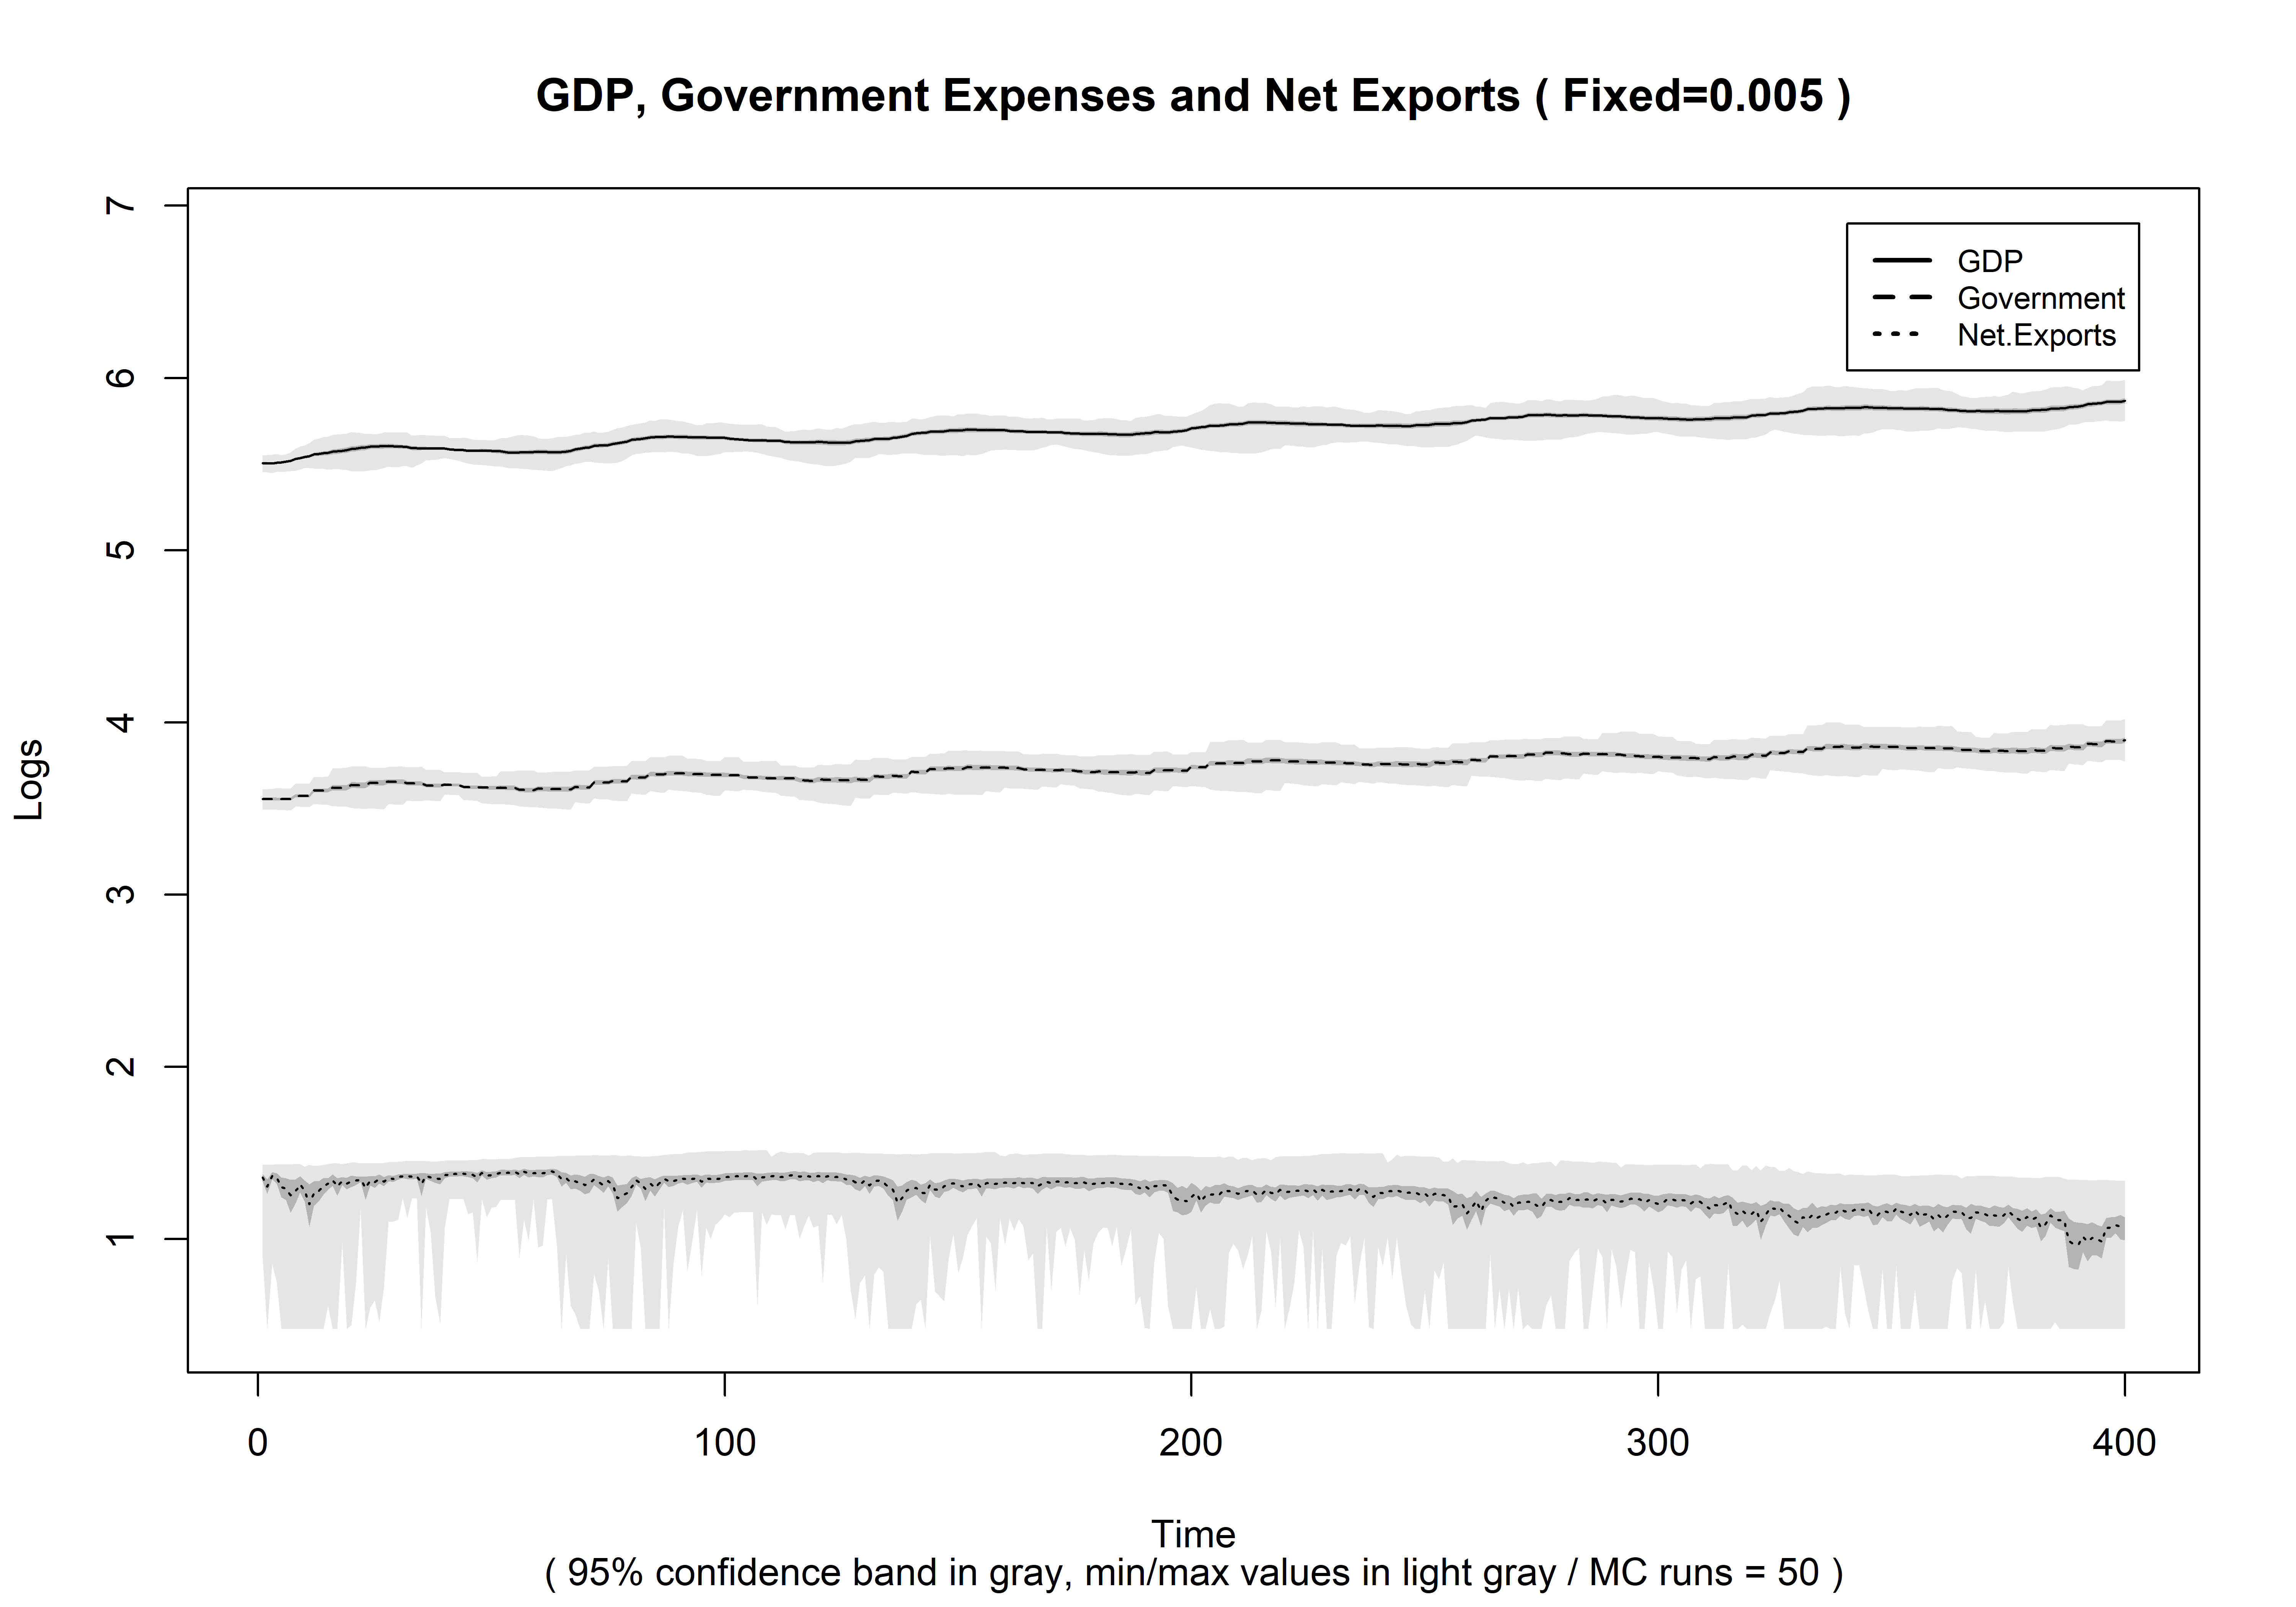 GDP, Government Expenses and Net Exports ( Fixed=0.005 )
7
6
5
4
3
2
1
Logs
GDP
Government
Net.Exports
0 100 200 300 400
Time
( 95% confidence band in gray, min/max values in light gray / MC runs = 50 )